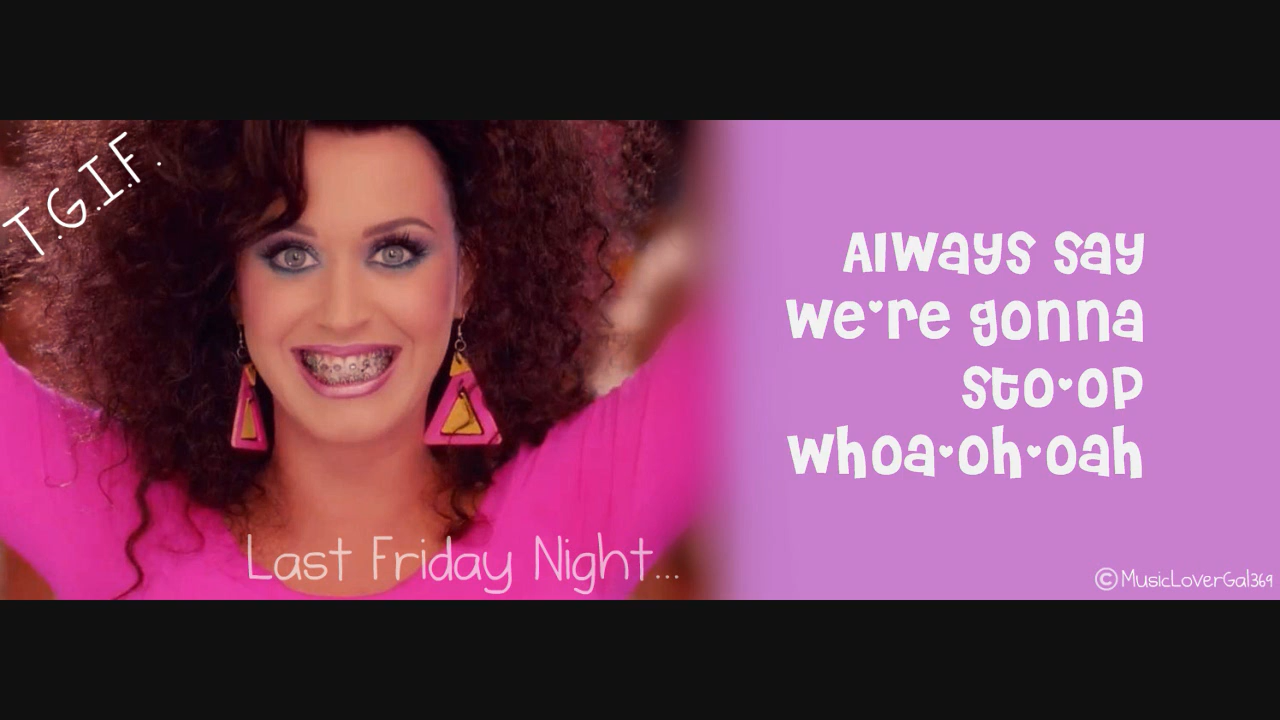 T.G.I.F.
Last Friday Night...
Always say
we're gonna
sto-op
whoa-oh-oah
©MusicLoverGal369